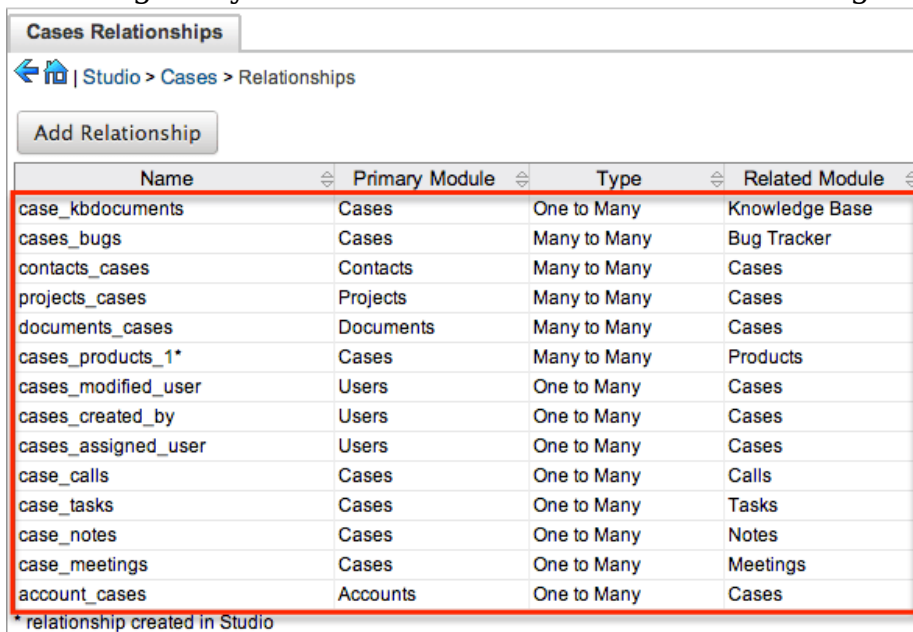 Cases Relationships
| Studio > Cases > Relationships
Add Relationship
Name Primary Module Type Related Module
case_kbdocuments Cases One to Many Knowledge Base
cases_bugs Cases Many to Many Bug Tracker
contacts_cases Contacts Many to Many Cases
projects_cases Projects Many to Many Cases
documents_cases Documents Many to Many Cases
cases_products_1* Cases Many to Many Products
cases_modified_user Users One to Many Cases
cases_created_by Users One to Many Cases
cases_assigned_user Users One to Many Cases
case_calls Cases One to Many Calls
case_tasks Cases One to Many Tasks
case_notes Cases One to Many Notes
case_meetings Cases One to Many Meetings
account_cases Accounts One to Many Cases
* relationship created in Studio